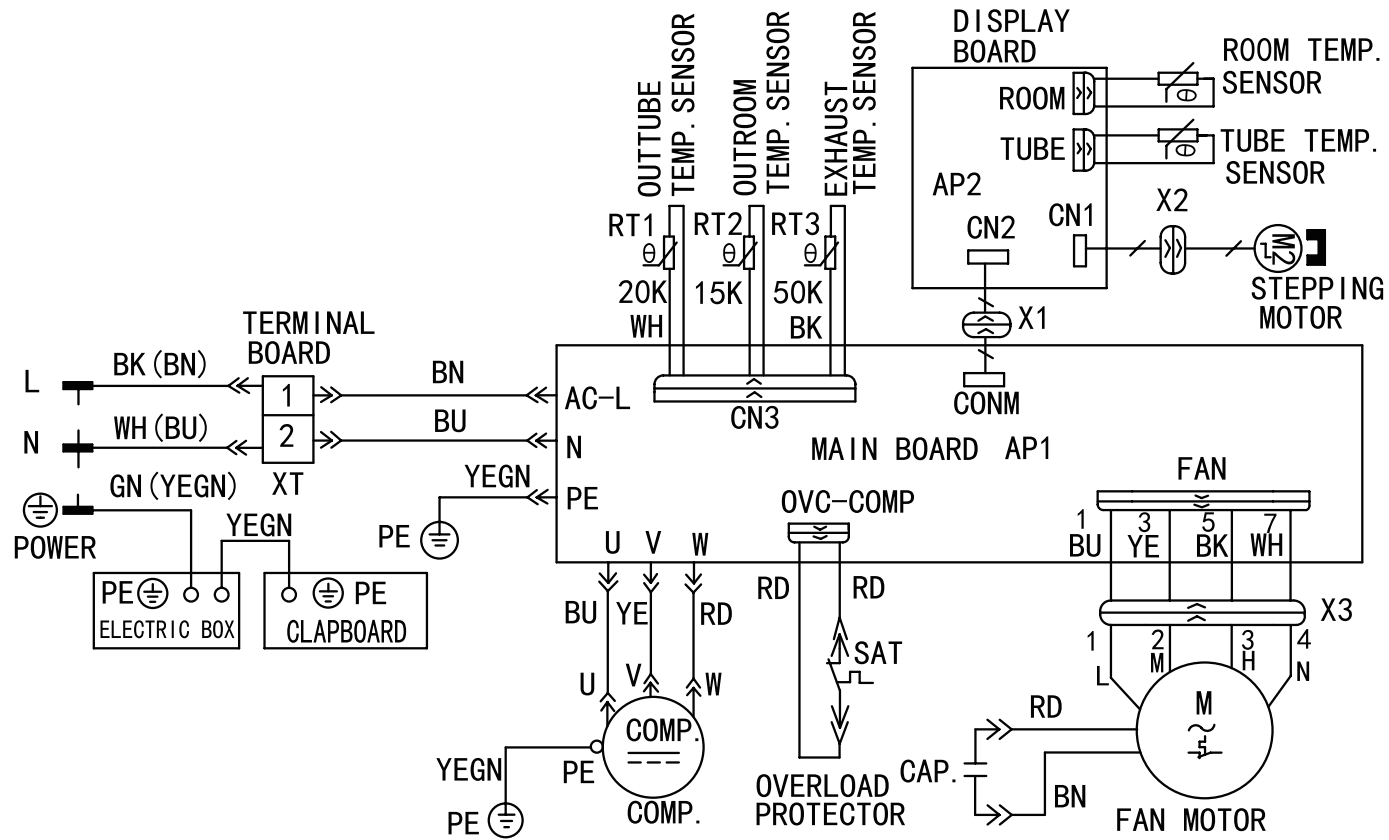 DISPLAY
BOARD
ROOM TEMP.
SENSOR
ROOM
TUBE
TUBE TEMP.
SENSOR
OUTTUBE
TEMP. SENSOR
OUTROOM
TEMP. SENSOR
EXHAUST
TEMP. SENSOR
AP2
CN2
CN1
X2
M2
STEPPING
MOTOR
RT1
RT2
RT3
θ
θ
θ
20K
15K
50K
WH
BK
X1
CONM
CN3
TERMINAL
BOARD
L
BK(BN)
1
BN
AC-L
N
WH(BU)
2
BU
N
XT
MAIN BOARD AP1
GN(YEGN)
YEGN
PE
POWER
YEGN
PE
PE
ELECTRIC BOX
PE
CLAPBOARD
U V W
BU
YE
RD
U
V
W
COMP.
PE
YEGN
PE
COMP.
OVC-COMP
RD
RD
SAT
OVERLOAD
PROTECTOR
FAN
1 3 5 7
BU YE BK WH
X3
1 2 3 4
L M H N
M
RD
CAP.
BN
FAN MOTOR